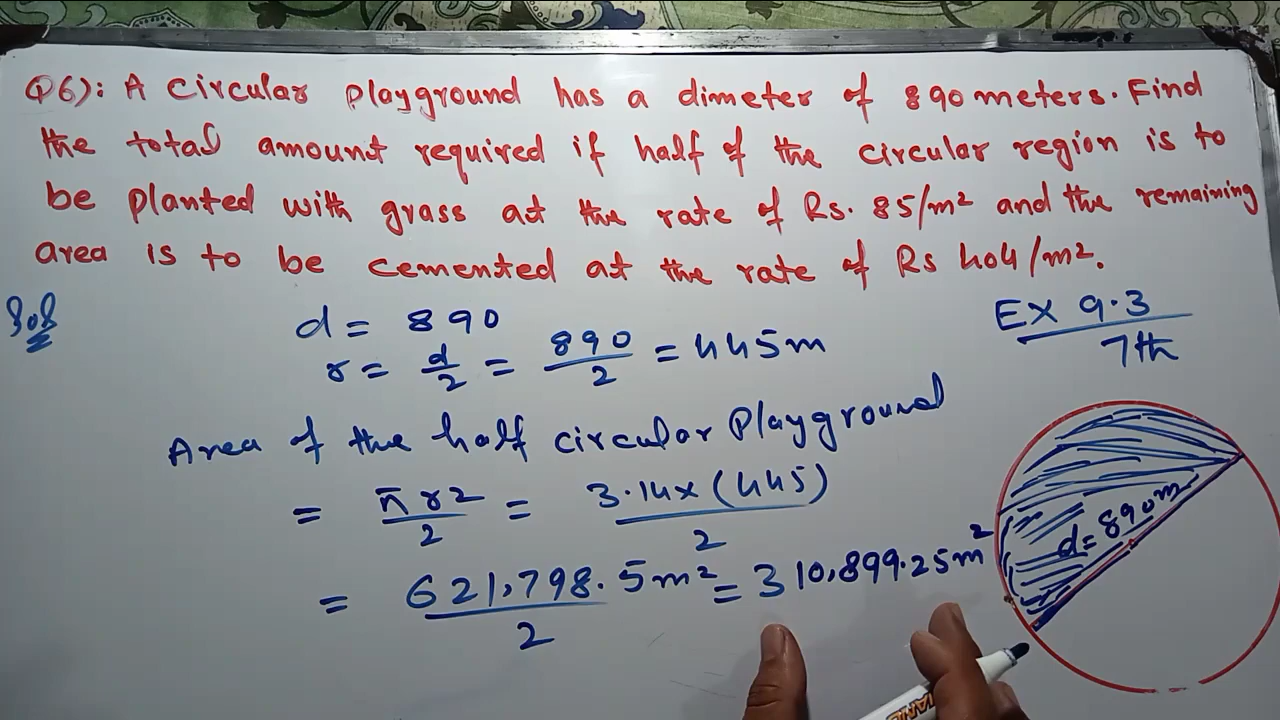 Q6): A circular playground has a dimeter of 890 meters. Find
the total amount required if half of the circular region is to
be planted with grass at the rate of Rs. 85/m² and the remaining
area is to be cemented at the rate of Rs 404/m².
Sol
d = 890
r = d/2 = 890/2 = 445m
EX 9.3
7th
Area of the half circular playground
= πr2/2 = 3.14x(445)/2
= 621,798.5m²/2 = 310,899.25m²
d=890m